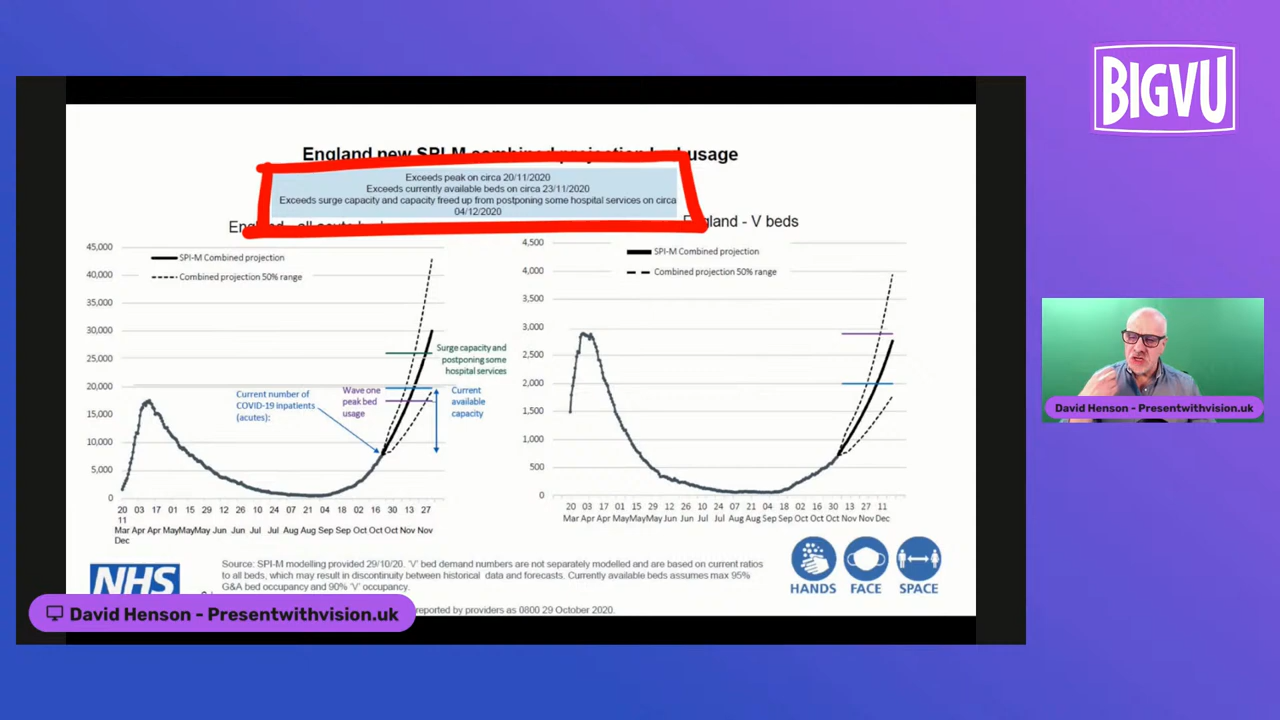 BIGVU
England new SPI-M combined projection bed usage
Exceeds peak on circa 20/11/2020
Exceeds currently available beds on circa 23/11/2020
Exceeds surge capacity and capacity freed up from postponing some hospital services on circa
04/12/2020
England - all acute
England - V beds
45,000
40,000
35,000
30,000
25,000
20,000
15,000
10,000
5,000
0
SPI-M Combined projection
Combined projection 50% range
Surge capacity and
postponing some
hospital services
Current number of
COVID-19 inpatients
(acutes):
Wave one
peak bed
usage
Current
available
capacity
20 03 17 01 15 29 12 26 10 24 07 21 04 18 02 16 30 13 27
11
Mar Apr Apr May May May Jun Jun Jul Jul Aug Aug Sep Sep Oct Oct Oct Nov Nov
Dec
4,500
4,000
3,500
3,000
2,500
2,000
1,500
1,000
500
0
SPI-M Combined projection
Combined projection 50% range
20 03 17 01 15 29 12 26 10 24 07 21 04 18 02 16 30 13 27 11
Mar Apr Apr May May May Jun Jun Jul Jul Aug Aug Sep Sep Oct Oct Oct Nov Nov Dec
NHS
Source: SPI-M modelling provided 29/10/20. 'V' bed demand numbers are not separately modelled and are based on current ratios
to all beds, which may result in discontinuity between historical data and forecasts. Currently available beds assumes max 95%
G&A bed occupancy and 90% 'V' occupancy.
reported by providers as 0800 29 October 2020.
HANDS
FACE
SPACE
David Henson - Presentwithvision.uk
David Henson - Presentwithvision.uk